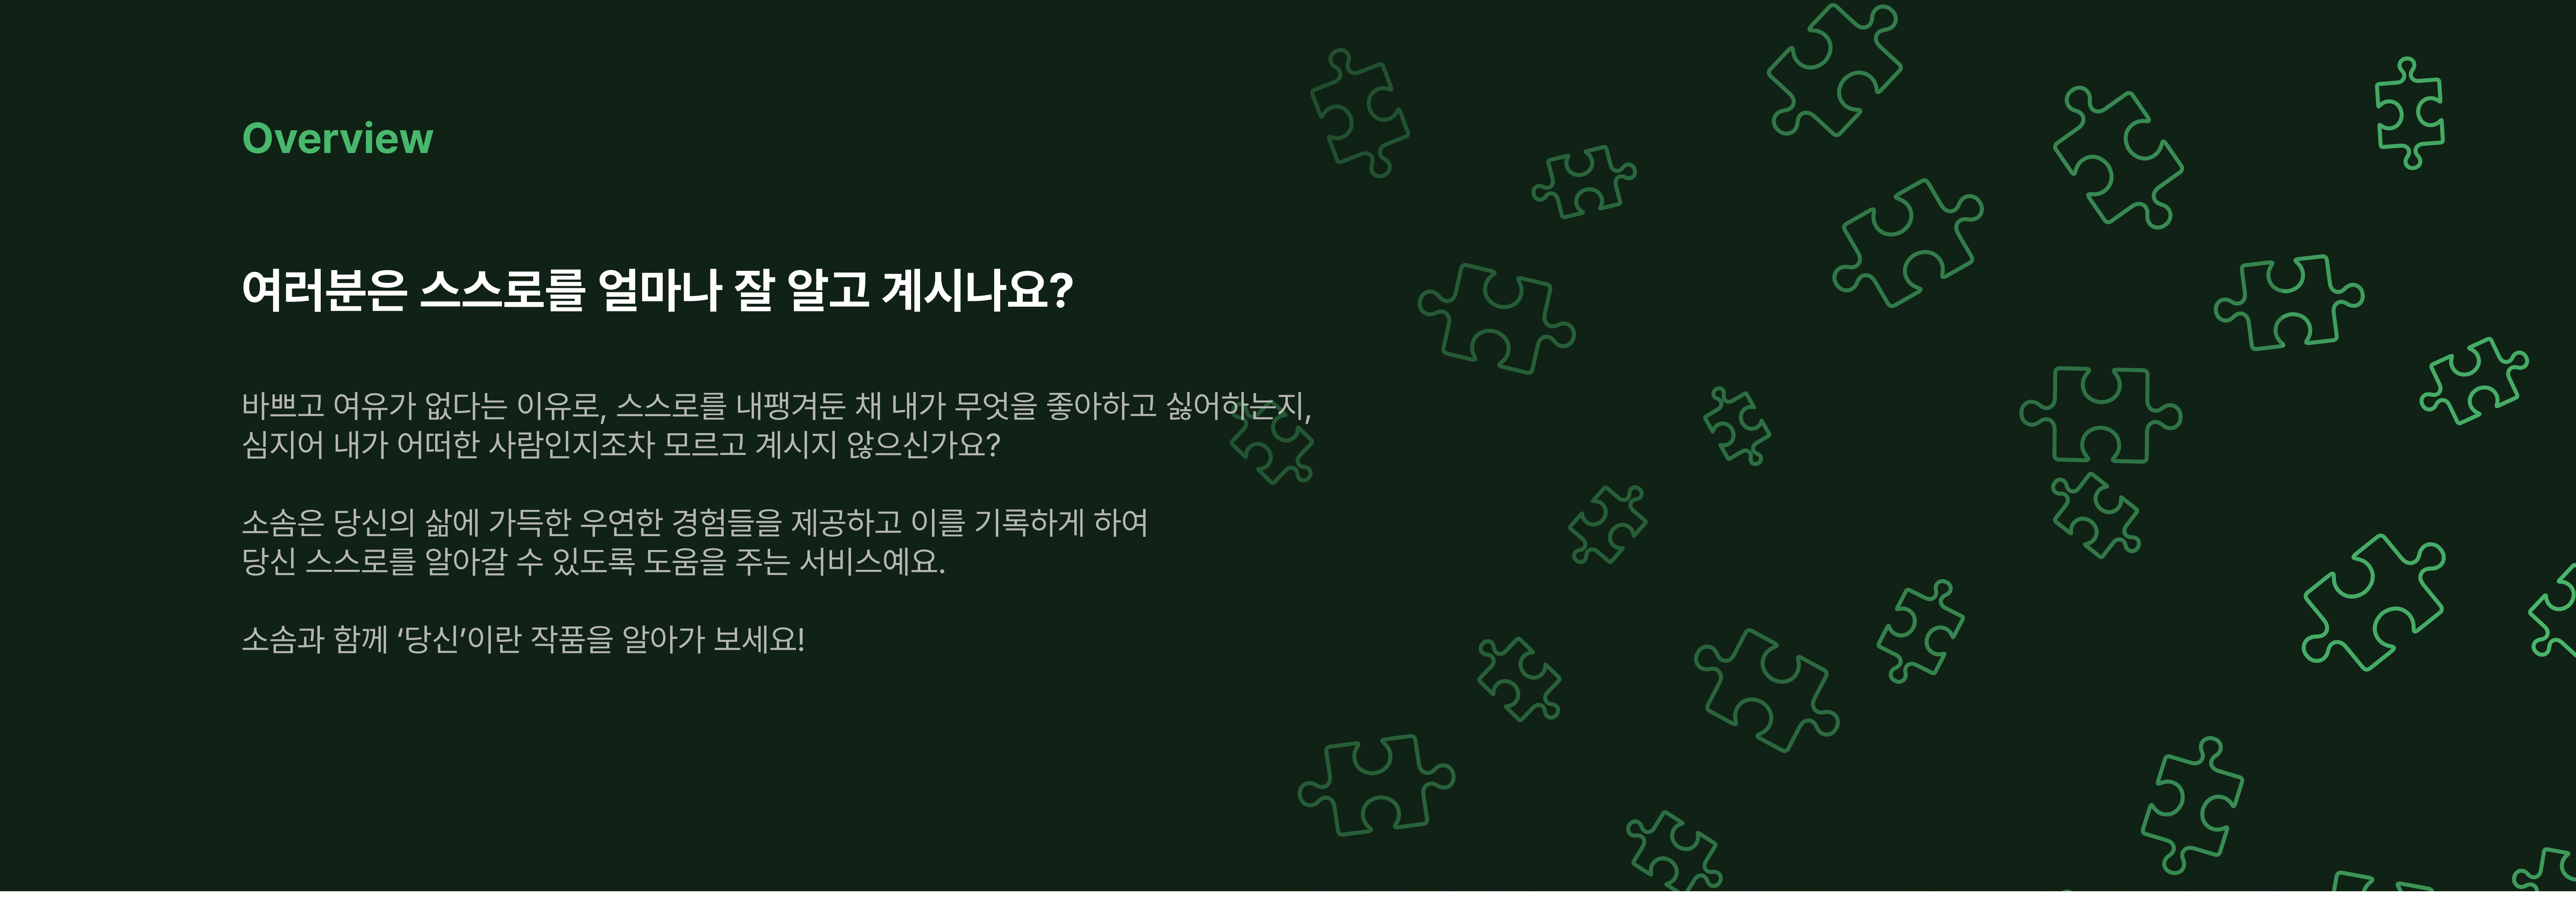 Overview
여러분은 스스로를 얼마나 잘 알고 계시나요?
바쁘고 여유가 없다는 이유로, 스스로를 내팽겨둔 채 내가 무엇을 좋아하고 싫어하는지,
심지어 내가 어떠한 사람인지조차 모르고 계시지 않으신가요?
소솜은 당신의 삶에 가득한 우연한 경험들을 제공하고 이를 기록하게 하여
당신 스스로를 알아갈 수 있도록 도움을 주는 서비스예요.
소솜과 함께 ‘당신’이란 작품을 알아가 보세요!